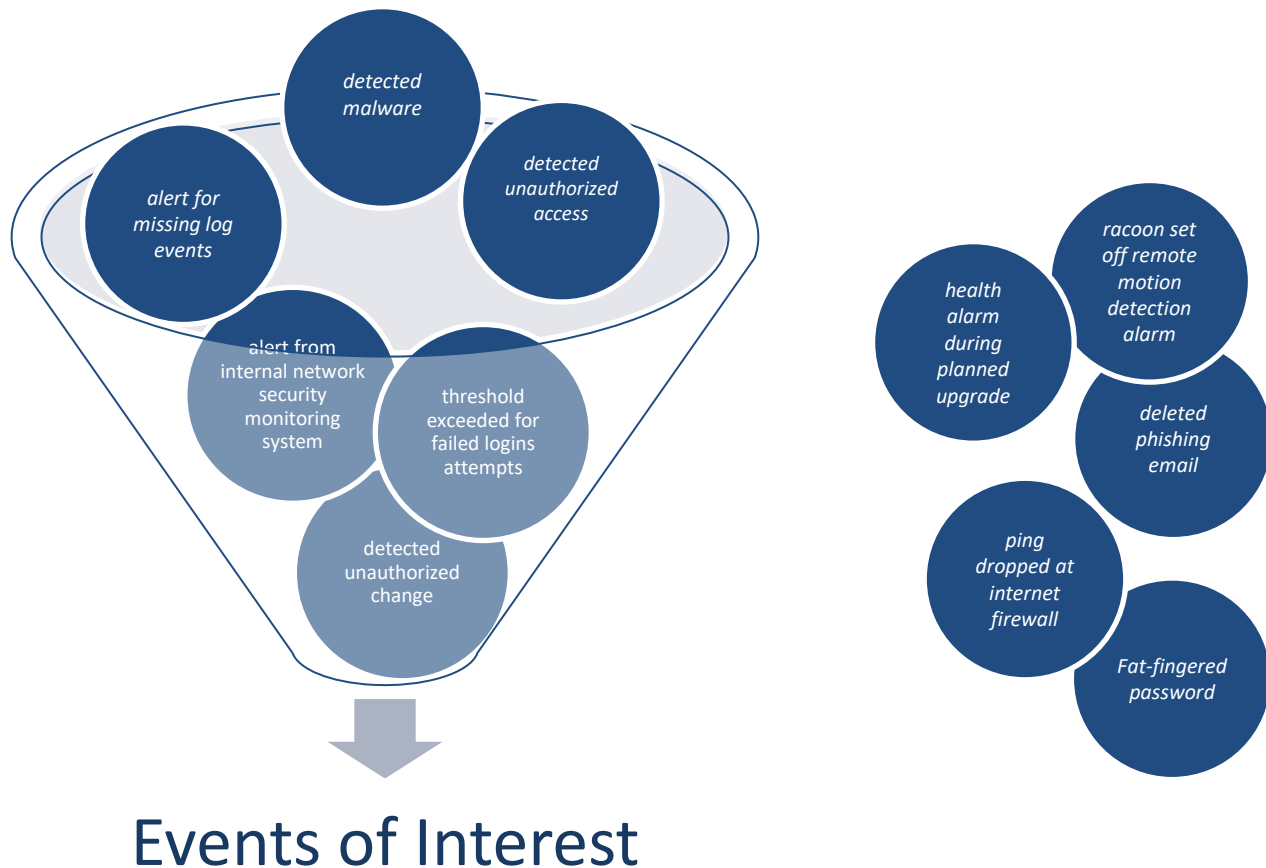 detected
malware
detected
unauthorized
access
alert for
missing log
events
alert from
internal network
security
monitoring
system
threshold
exceeded for
failed logins
attempts
detected
unauthorized
change
Events of Interest
racoon set
off remote
motion
detection
alarm
health
alarm
during
planned
upgrade
deleted
phishing
email
ping
dropped at
internet
firewall
Fat-fingered
password